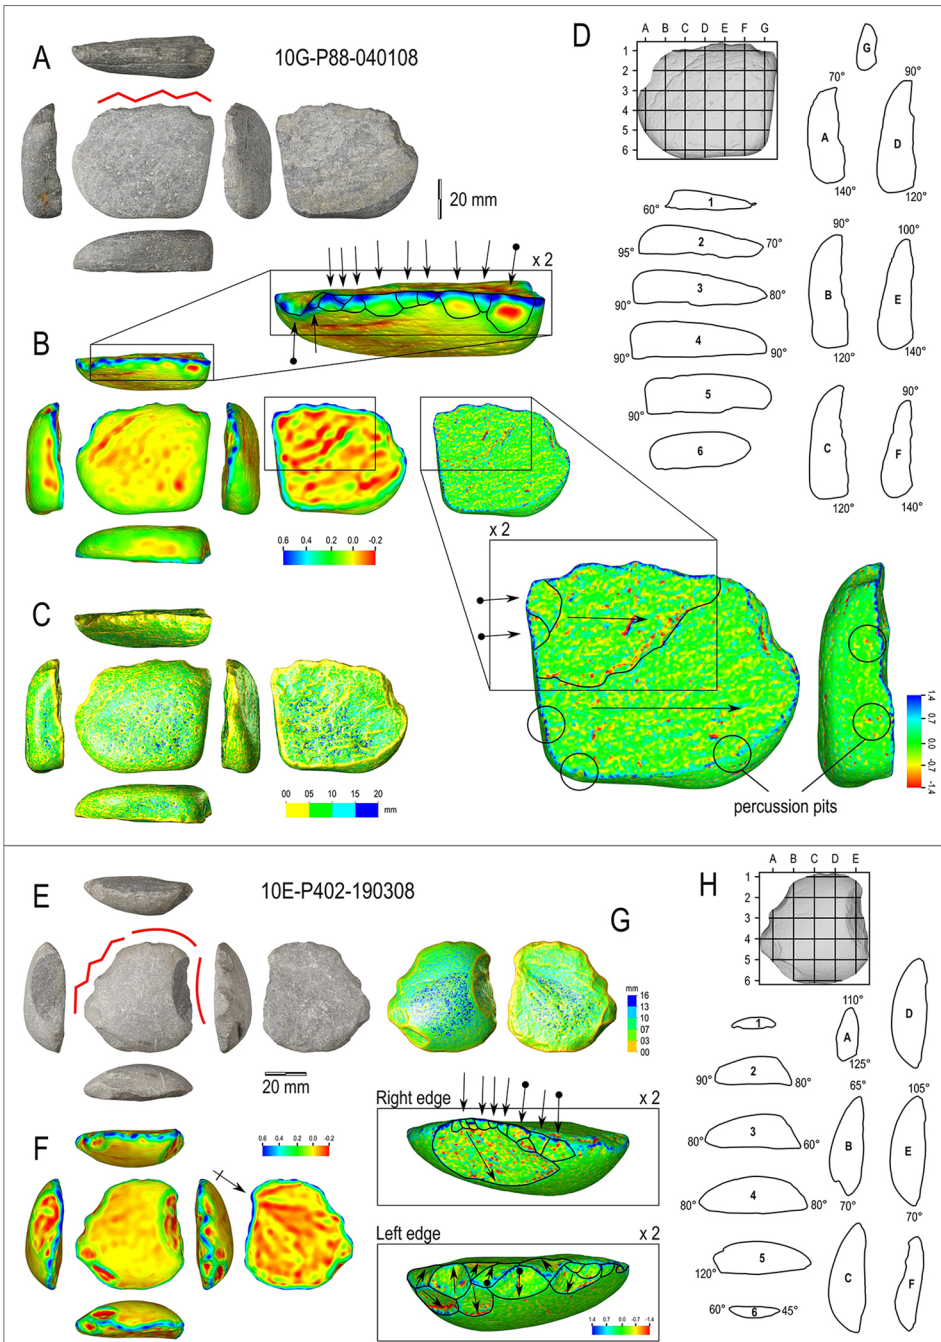 A
10G-P88-040108
20 mm
x 2
B
0.6 0.4 0.2 0.0 -0.2
x 2
C
00 05 10 15 20 mm
1.4
0.7
0.0
-0.7
-1.4
percussion pits
D
A B C D E F G
1
2
3
4
5
6
G
70°
A
140°
90°
D
120°
60° 1
95° 2 70°
90° 3 80°
90° 4 90°
90° 5
6
90°
B
120°
100°
E
140°
C
120°
90°
F
140°
E
10E-P402-190308
20 mm
F
0.6 0.4 0.2 0.0 -0.2
G
mm
16
13
10
07
03
00
Right edge x 2
Left edge x 2
1.4 0.7 0.0 -0.7 -1.4
H
A B C D E
1
2
3
4
5
6
1
90° 2 80°
80° 3 60°
80° 4 80°
120° 5
60° 6 45°
110°
A
125°
D
65°
B
70°
105°
E
70°
C
F